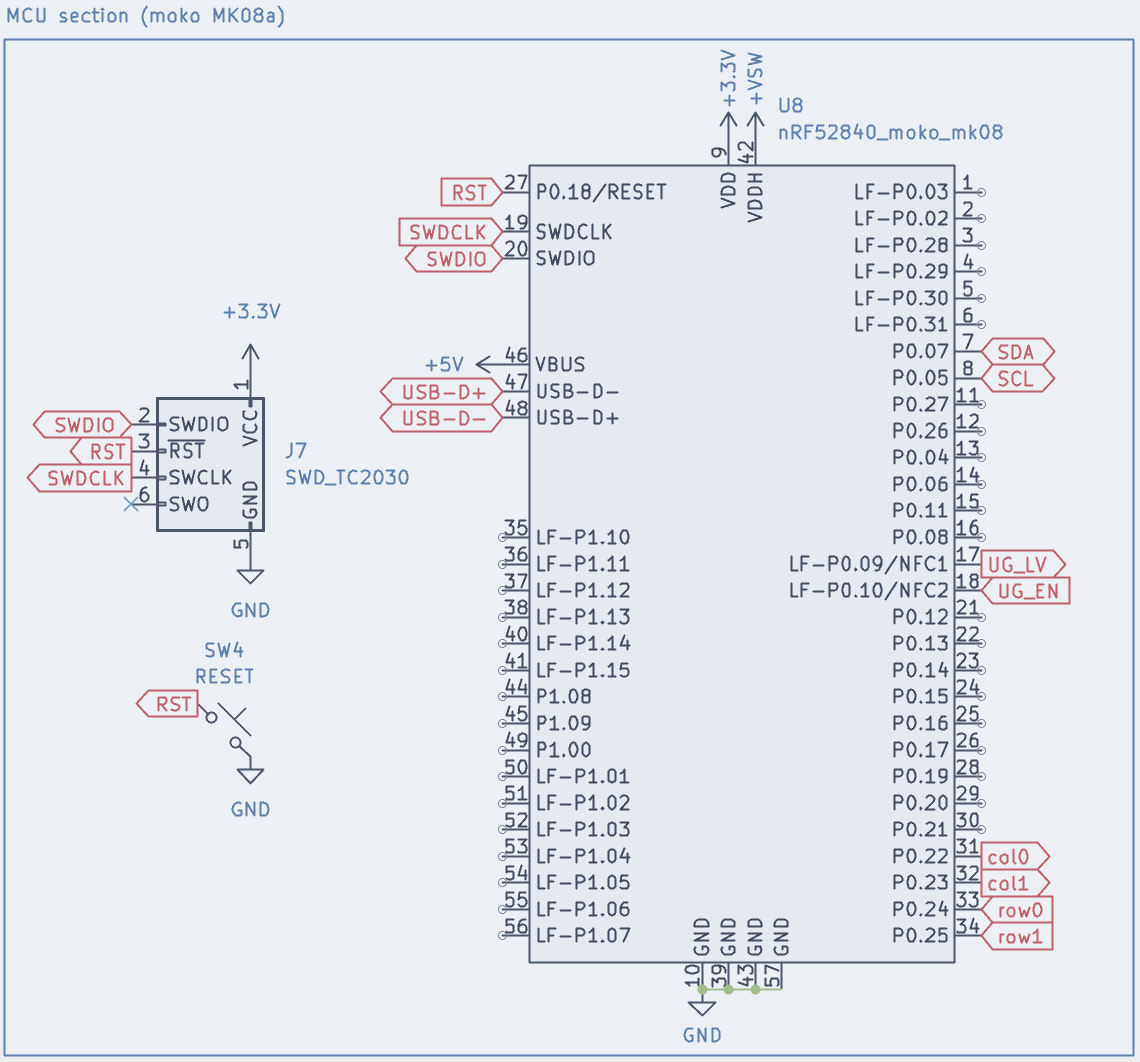 MCU section (moko MK08a)
+3.3V
+VSW
U8
nRF52840_moko_mk08
9
42
VDD
VDDH
RST 27 P0.18/RESET
SWDCLK 19 SWDCLK
SWDIO 20 SWDIO
+5V 46 VBUS
USB-D+ 47 USB-D-
USB-D- 48 USB-D+
35 LF-P1.10
36 LF-P1.11
37 LF-P1.12
38 LF-P1.13
40 LF-P1.14
41 LF-P1.15
44 P1.08
45 P1.09
49 P1.00
50 LF-P1.01
51 LF-P1.02
52 LF-P1.03
53 LF-P1.04
54 LF-P1.05
55 LF-P1.06
56 LF-P1.07
LF-P0.03 1
LF-P0.02 2
LF-P0.28 3
LF-P0.29 4
LF-P0.30 5
LF-P0.31 6
P0.07 7 SDA
P0.05 8 SCL
P0.27 11
P0.26 12
P0.04 13
P0.06 14
P0.11 15
P0.08 16
LF-P0.09/NFC1 17 UG_LV
LF-P0.10/NFC2 18 UG_EN
P0.12 21
P0.13 22
P0.14 23
P0.15 24
P0.16 25
P0.17 26
P0.19 28
P0.20 29
P0.21 30
P0.22 31 col0
P0.23 32 col1
P0.24 33 row0
P0.25 34 row1
GND GND GND GND
10 39 43 57
GND
+3.3V
1
VCC
SWDIO 2 SWDIO
RST 3 RST
SWDCLK 4 SWCLK
6 SWO
GND
5
GND
J7
SWD_TC2030
SW4
RESET
RST
GND